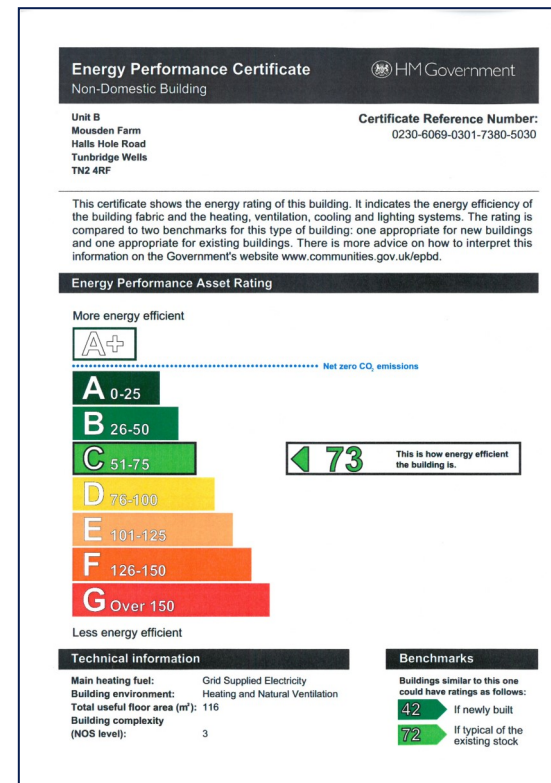 Energy Performance Certificate
HM Government
Non-Domestic Building
Unit B
Mousden Farm
Halls Hole Road
Tunbridge Wells
TN2 4RF
Certificate Reference Number:
0230-6069-0301-7380-5030
This certificate shows the energy rating of this building. It indicates the energy efficiency of
the building fabric and the heating, ventilation, cooling and lighting systems. The rating is
compared to two benchmarks for this type of building: one appropriate for new buildings
and one appropriate for existing buildings. There is more advice on how to interpret this
information on the Government's website www.communities.gov.uk/epbd.
Energy Performance Asset Rating
More energy efficient
A+
Net zero CO₂ emissions
A 0-25
B 26-50
C 51-75
73
This is how energy efficient
the building is.
D 76-100
E 101-125
F 126-150
G Over 150
Less energy efficient
Technical information
Main heating fuel: Grid Supplied Electricity
Building environment: Heating and Natural Ventilation
Total useful floor area (m²): 116
Building complexity
(NOS level): 3
Benchmarks
Buildings similar to this one
could have ratings as follows:
42 If newly built
72 If typical of the
existing stock